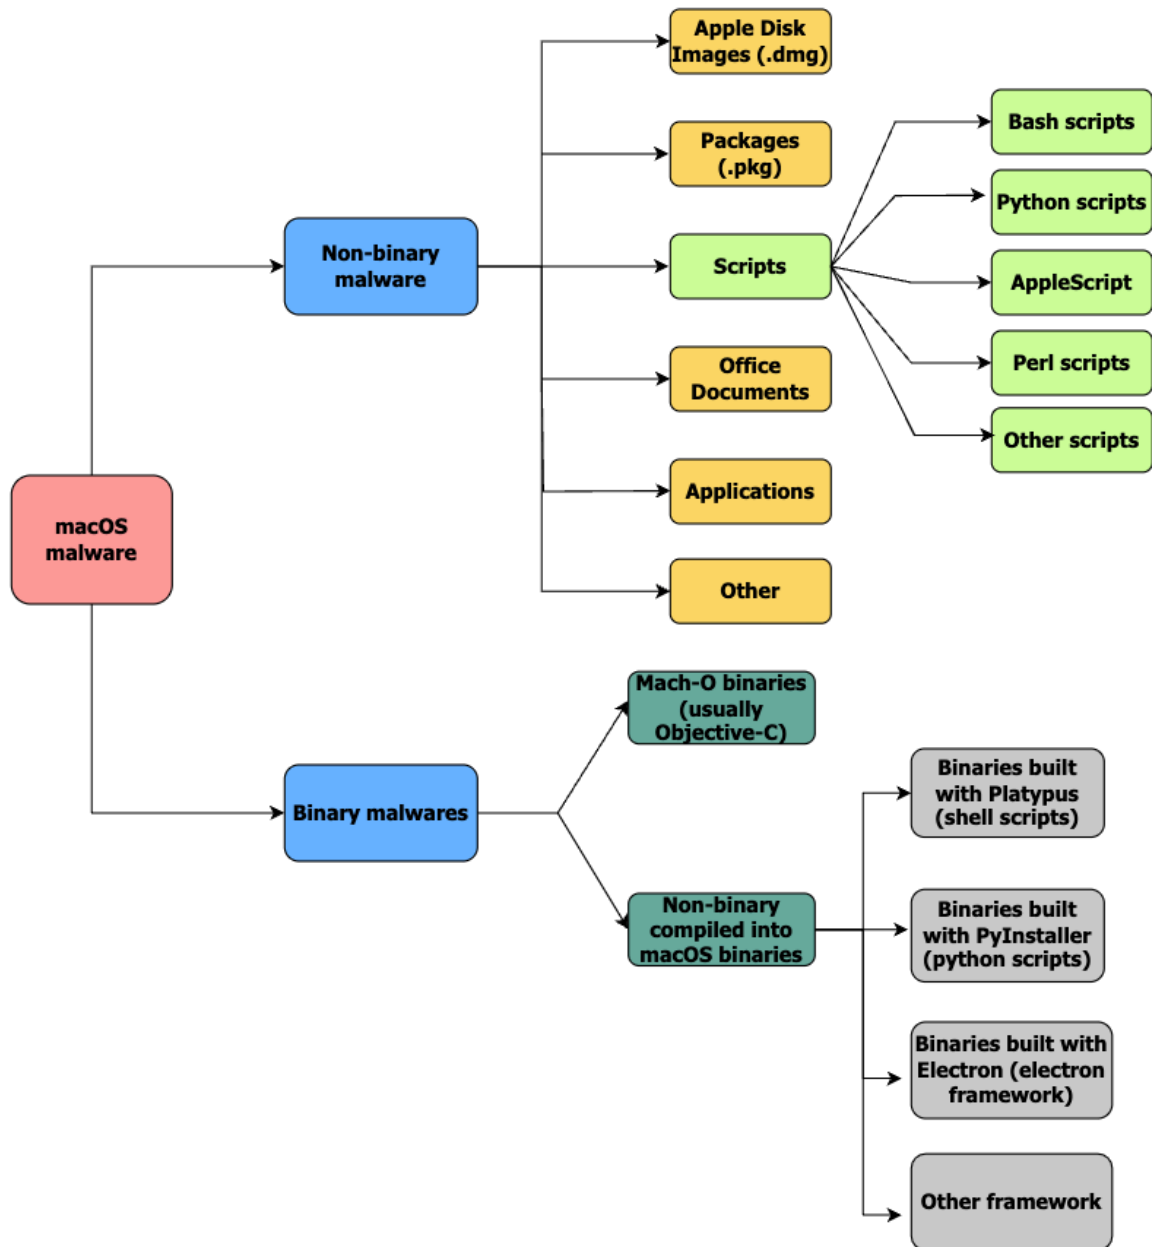 Apple Disk
Images (.dmg)
Bash scripts
Packages
(.pkg)
Python scripts
Non-binary
malware
Scripts
AppleScript
Office
Documents
Perl scripts
Other scripts
Applications
macOS
malware
Other
Mach-O binaries
(usually
Objective-C)
Binary malwares
Binaries built
with Platypus
(shell scripts)
Non-binary
compiled into
macOS binaries
Binaries built
with PyInstaller
(python scripts)
Binaries built with
Electron (electron
framework)
Other framework